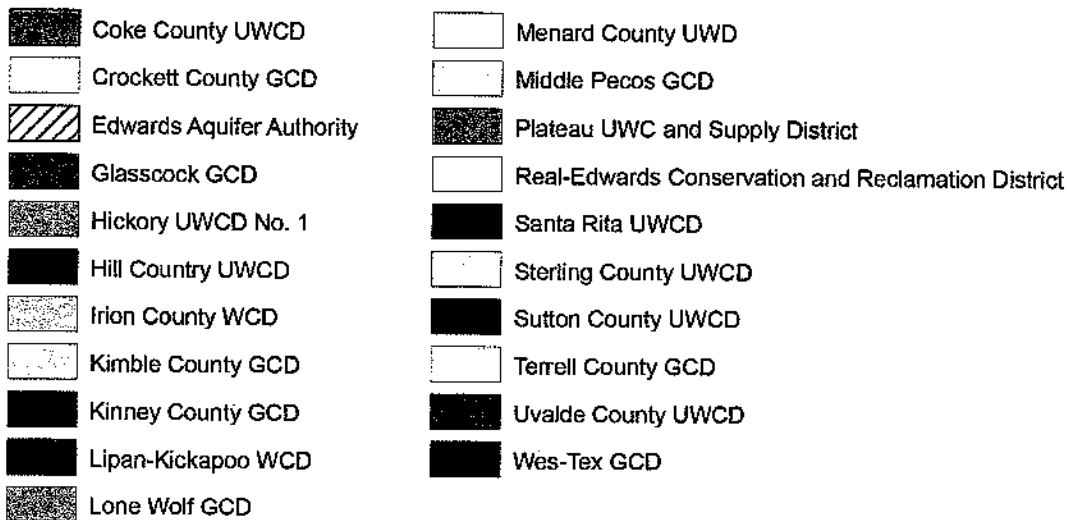 Coke County UWCD
Crockett County GCD
Edwards Aquifer Authority
Glasscock GCD
Hickory UWCD No. 1
Hill Country UWCD
Irion County WCD
Kimble County GCD
Kinney County GCD
Lipan-Kickapoo WCD
Lone Wolf GCD
Menard County UWD
Middle Pecos GCD
Plateau UWC and Supply District
Real-Edwards Conservation and Reclamation District
Santa Rita UWCD
Sterling County UWCD
Sutton County UWCD
Terrell County GCD
Uvalde County UWCD
Wes-Tex GCD